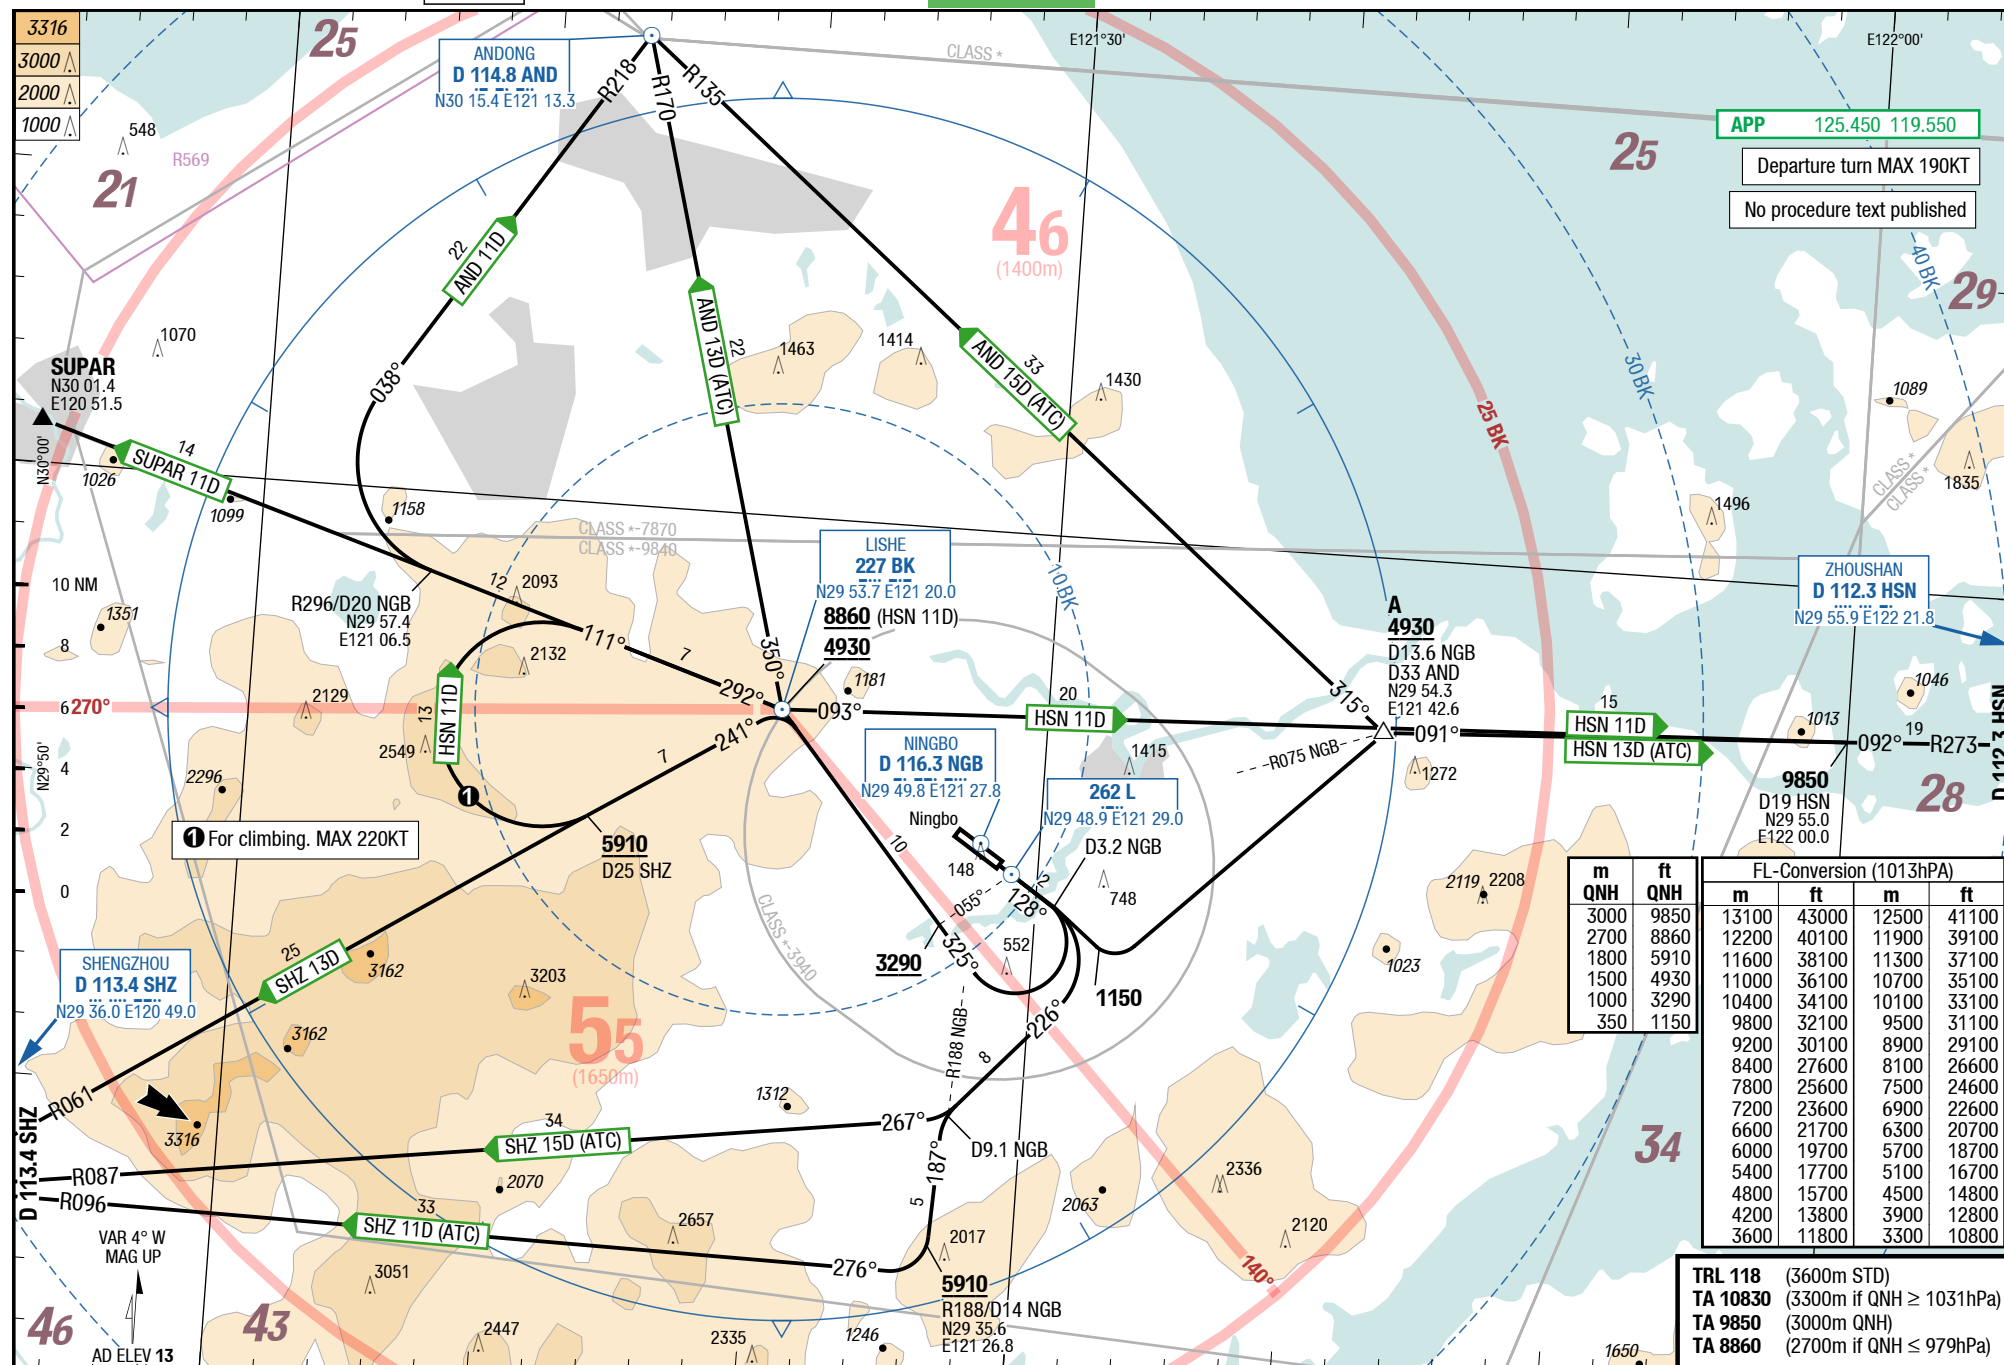 3316
3000
2000
1000
25
ANDONG
D 114.8 AND
N30 15.4 E121 13.3
R218
R170
R135
CLASS *
E121°30'
E122°00'
APP 125.450 119.550
Departure turn MAX 190KT
No procedure text published
548
R569
21
25
46
(1400m)
40 BK
29
22
AND 11D
AND 13D (ATC)
22
AND 15D (ATC)
33
1070
1463
1414
1430
30 BK
1089
SUPAR
N30 01.4
E120 51.5
038°
25 BK
N30°00'
14
SUPAR 11D
1026
1099
1158
CLASS *
CLASS *
1835
1496
CLASS *-7870
CLASS *-9840
LISHE
227 BK
N29 53.7 E121 20.0
8860 (HSN 11D)
4930
10 BK
ZHOUSHAN
D 112.3 HSN
N29 55.9 E122 21.8
10 NM
8
6
4
2
0
12
2093
R296/D20 NGB
N29 57.4
E121 06.5
1351
111°
7
2132
292°
350°
1181
A
4930
D13.6 NGB
D33 AND
N29 54.3
E121 42.6
315°
1046
270°
2129
13
HSN 11D
2549
241°
7
093°
20
HSN 11D
15
HSN 11D
HSN 13D (ATC)
091°
1013
092°
19
R273
D 112.3 HSN
N29°50'
2296
NINGBO
D 116.3 NGB
N29 49.8 E121 27.8
1415
R075 NGB
1272
262 L
N29 48.9 E121 29.0
9850
D19 HSN
N29 55.0
E122 00.0
28
1
1 For climbing. MAX 220KT
5910
D25 SHZ
10
Ningbo
148
D3.2 NGB
2
128°
748
055°
2119
2208
m ft
QNH QNH
3000 9850
2700 8860
1800 5910
1500 4930
1000 3290
350 1150
FL-Conversion (1013hPA)
m ft m ft
13100 43000 12500 41100
12200 40100 11900 39100
11600 38100 11300 37100
11000 36100 10700 35100
10400 34100 10100 33100
9800 32100 9500 31100
9200 30100 8900 29100
8400 27600 8100 26600
7800 25600 7500 24600
7200 23600 6900 22600
6600 21700 6300 20700
6000 19700 5700 18700
5400 17700 5100 16700
4800 15700 4500 14800
4200 13800 3900 12800
3600 11800 3300 10800
CLASS *-3940
3290
325°
552
1150
1023
SHENGZHOU
D 113.4 SHZ
N29 36.0 E120 49.0
25
SHZ 13D
3162
3203
55
(1650m)
3162
226°
R188 NGB
8
R061
3316
D 113.4 SHZ
34
SHZ 15D (ATC)
1312
267°
D9.1 NGB
34
R087
R096
2070
187°
5
2336
2063
33
SHZ 11D (ATC)
2657
2017
2120
VAR 4° W
MAG UP
276°
140°
3051
5910
R188/D14 NGB
N29 35.6
E121 26.8
TRL 118 (3600m STD)
TA 10830 (3300m if QNH ≥ 1031hPa)
TA 9850 (3000m QNH)
TA 8860 (2700m if QNH ≤ 979hPa)
46
43
2447
2335
1246
1650
AD ELEV 13